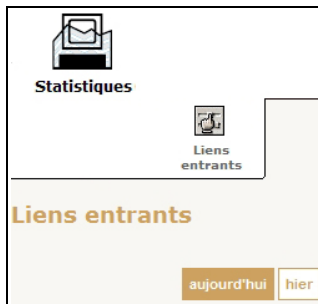 Statistiques
Liens
entrants
Liens entrants
aujourd'hui
hier